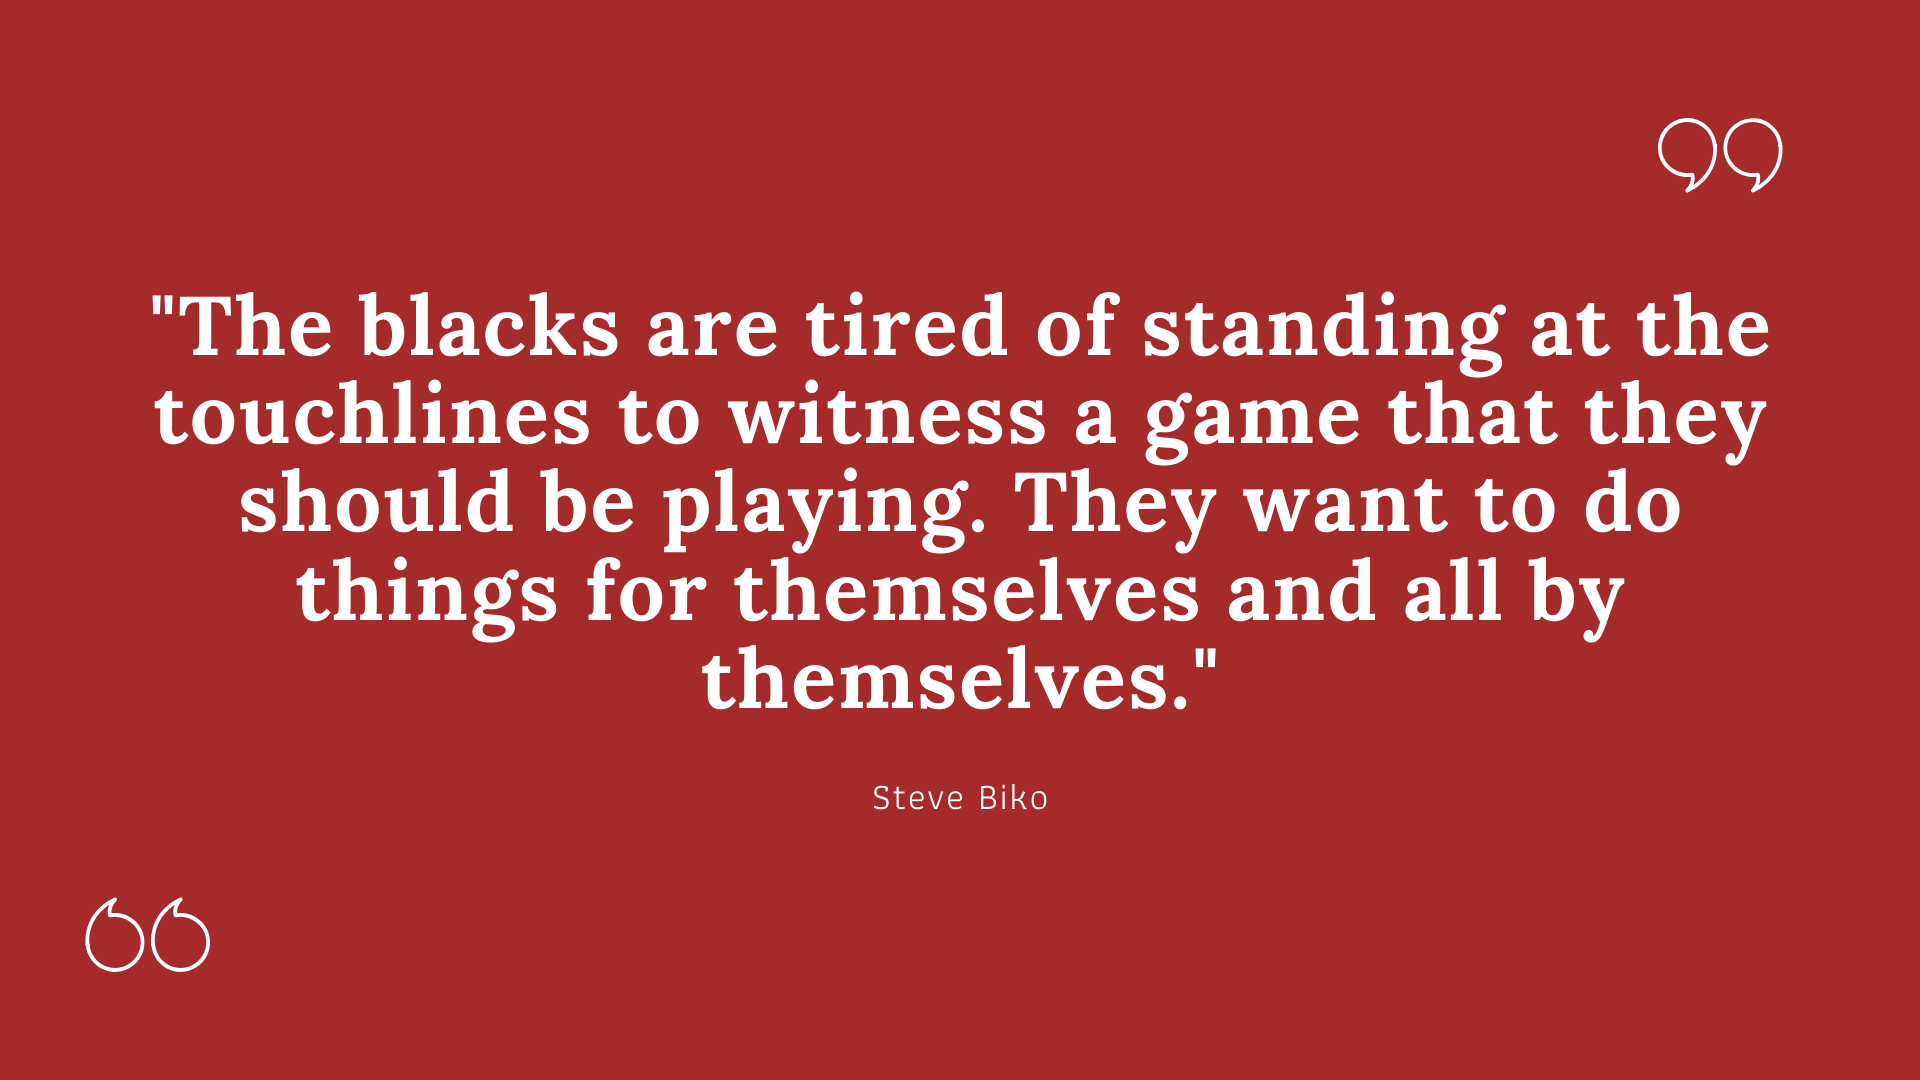 "The blacks are tired of standing at the
touchlines to witness a game that they
should be playing. They want to do
things for themselves and all by
themselves."
Steve Biko